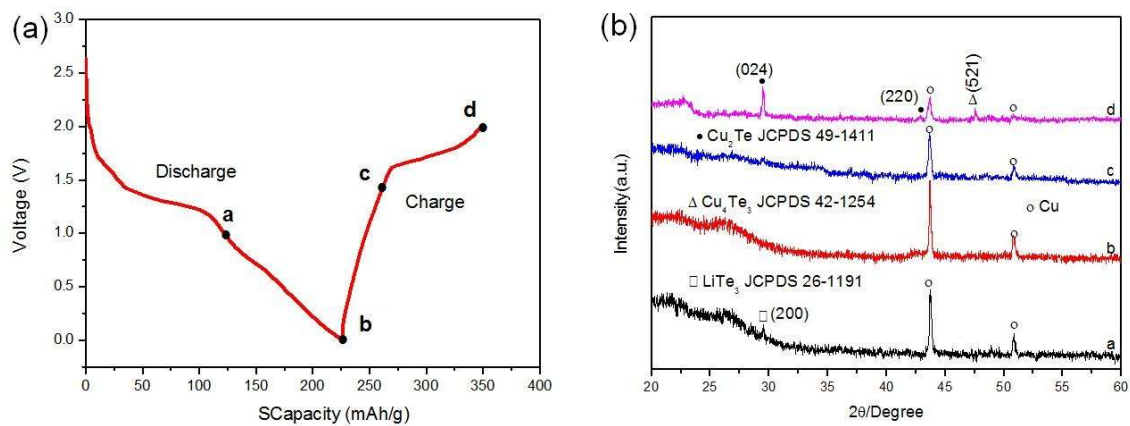 (a)
3.0
2.5
2.0
1.5
1.0
0.5
0.0
Voltage (V)
Discharge
Charge
a
b
c
d
0 50 100 150 200 250 300 350 400
SCapacity (mAh/g)
(b)
Intensity(a.u.)
(024)
(220)
Δ(521)
d
• Cu₂Te JCPDS 49-1411
c
Δ Cu₄Te₃ JCPDS 42-1254
○ Cu
b
□ LiTe₃ JCPDS 26-1191
□ (200)
a
20 25 30 35 40 45 50 55 60
2θ/Degree